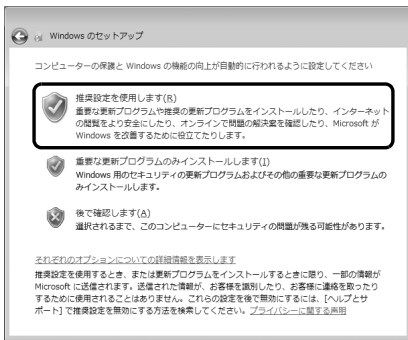 Windows のセットアップ
コンピューターの保護と Windows の機能の向上が自動的に行われるように設定してください
推奨設定を使用します(R)
重要な更新プログラムや推奨の更新プログラムをインストールしたり、インターネット
の閲覧をより安全にしたり、オンラインで問題の解決案を確認したり、Microsoft が
Windows を改善するために役立てたりします。
重要な更新プログラムのみインストールします(I)
Windows 用のセキュリティの更新プログラムおよびその他の重要な更新プログラムの
みインストールします。
後で確認します(A)
選択されるまで、このコンピューターにセキュリティの問題が残る可能性があります。
それぞれのオプションについての詳細情報を表示します
推奨設定を使用するとき、または更新プログラムをインストールするときに限り、一部の情報が
Microsoft に送信されます。送信された情報が、お客様を識別したり、お客様に連絡を取ったり
するために使用されることはありません。これらの設定を後で無効にするには、[ヘルプとサ
ポート] で推奨設定を無効にする方法を検索してください。プライバシーに関する声明